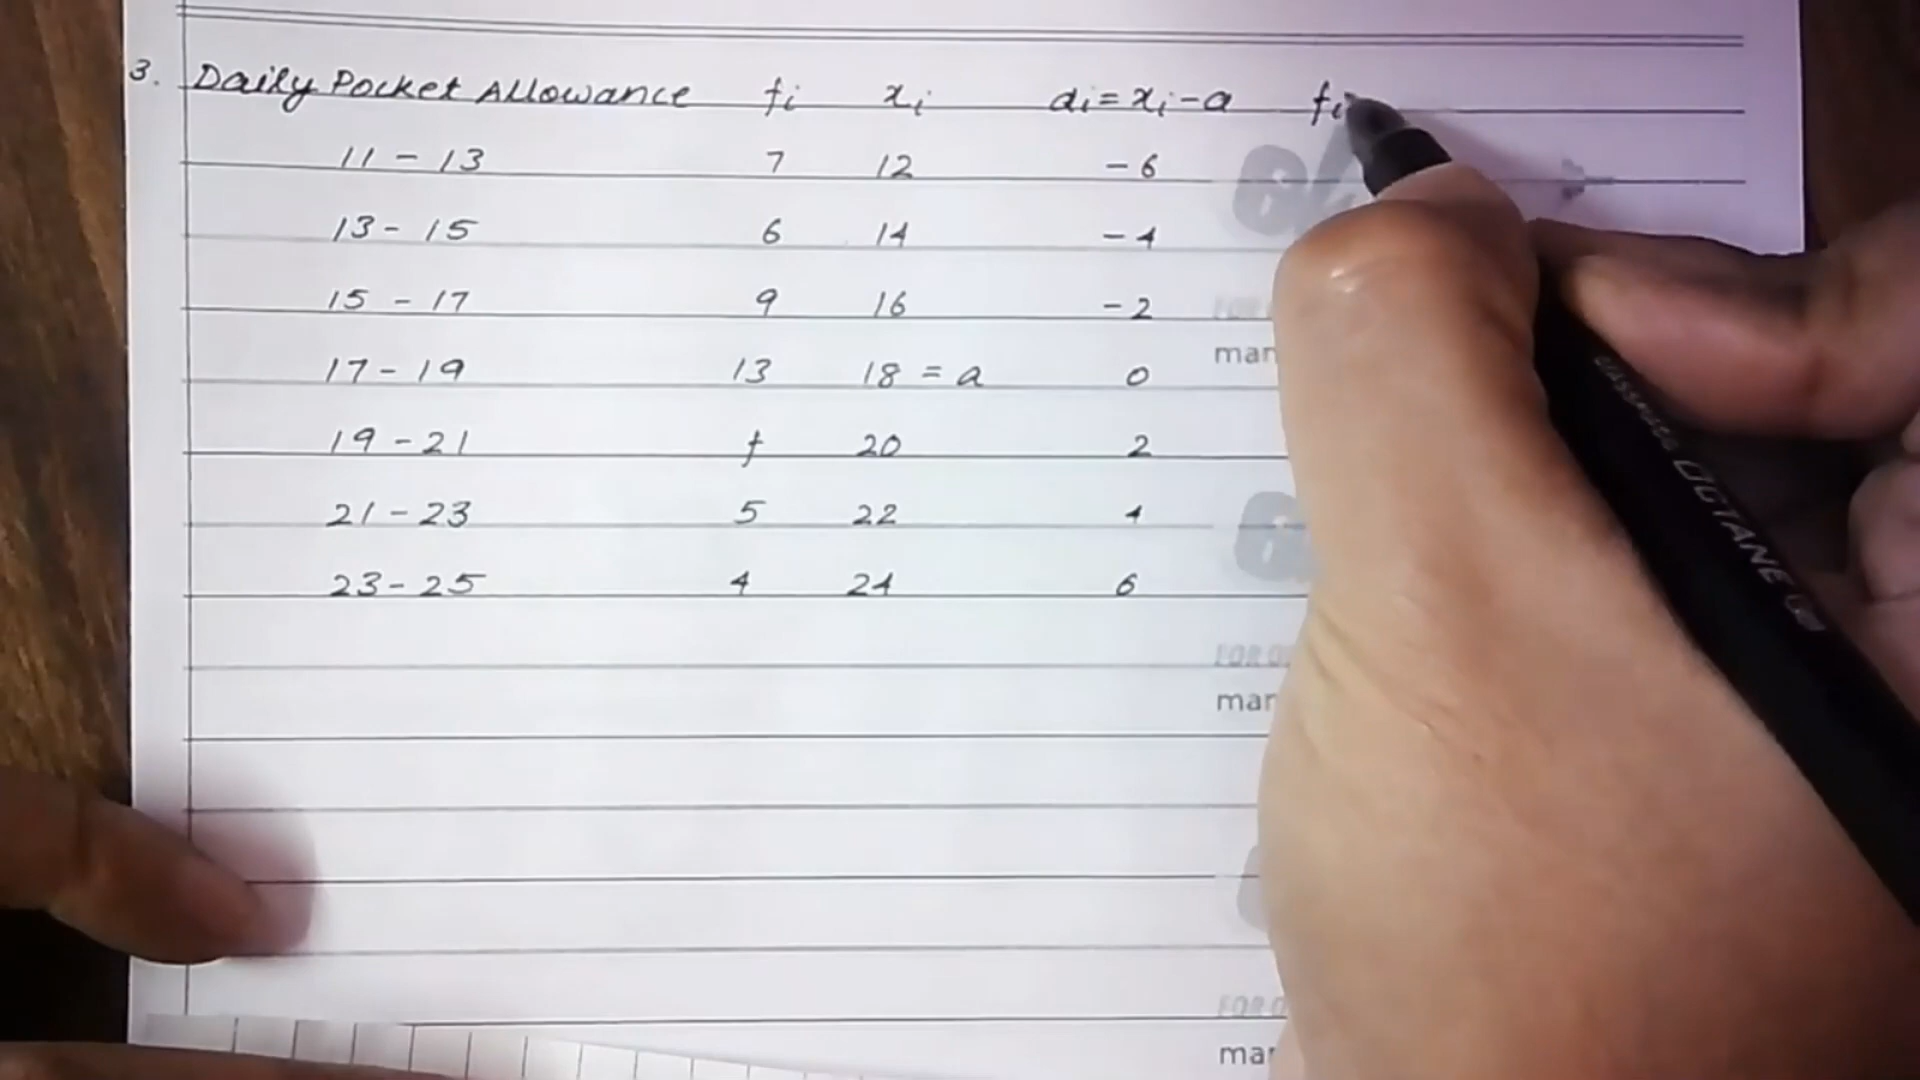 3. Daily Pocket Allowance fi xi di = xi - a fi
11 - 13 7 12 - 6
13 - 15 6 14 - 4
15 - 17 9 16 - 2
17 - 19 13 18 = a 0
19 - 21 f 20 2
21 - 23 5 22 4
23 - 25 4 24 6
classmate OCTANE